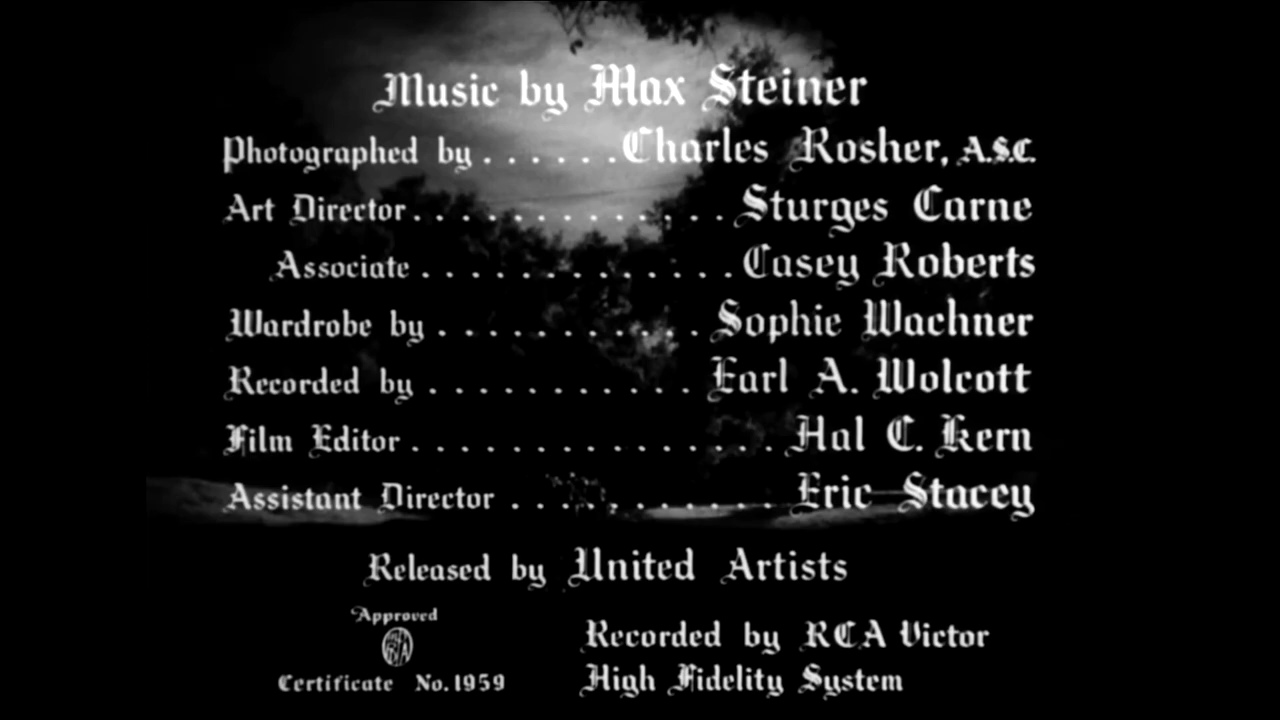 Music by Max Steiner
Photographed by ...... Charles Rosher, A.S.C.
Art Director ............. Sturges Carne
Associate ............. Casey Roberts
Wardrobe by ........... Sophie Wachner
Recorded by ........... Earl A. Wolcott
Film Editor ............... Hal C. Kern
Assistant Director ........... Eric Stacey
Released by United Artists
Approved
Certificate No. 1959
Recorded by RCA Victor
High Fidelity System